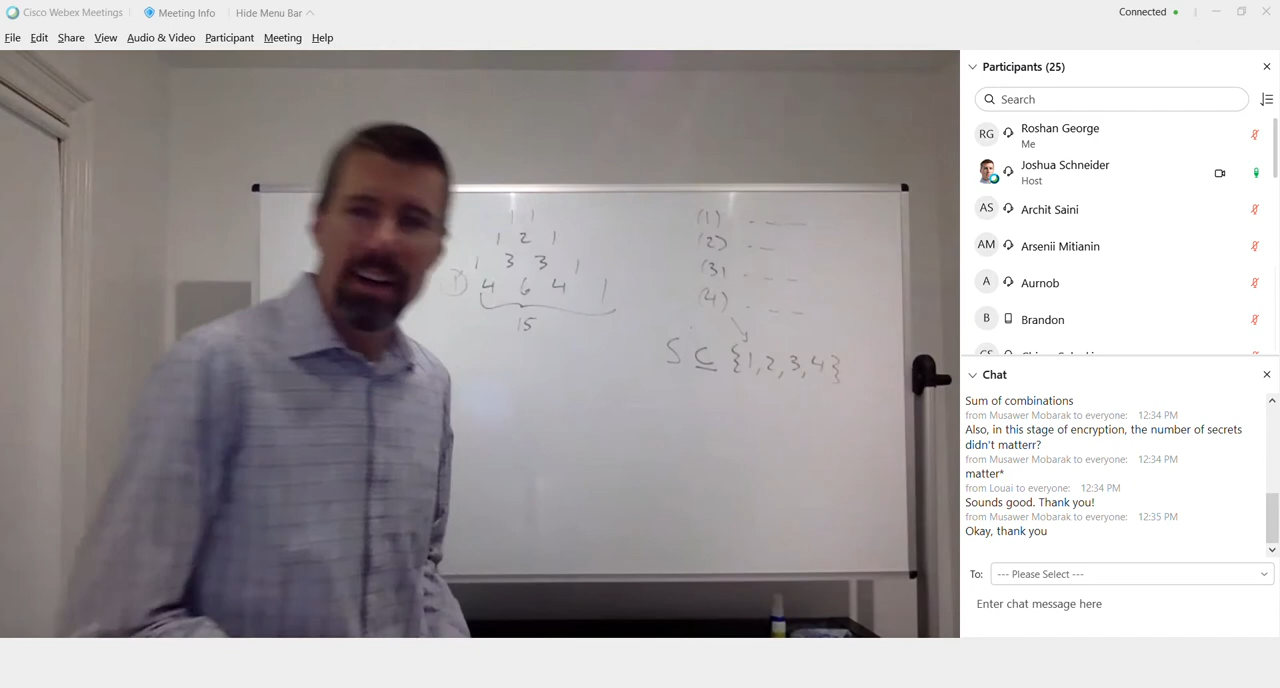 Cisco Webex Meetings
Meeting Info
Hide Menu Bar
Connected
File Edit Share View Audio & Video Participant Meeting Help
1 1
1 2 1
1 3 3 1
1 4 6 4 1
15
(1)
(2)
(3)
(4)
S ⊆ {1,2,3,4}
Participants (25)
Search
RG
Roshan George
Me
Joshua Schneider
Host
AS
Archit Saini
AM
Arsenii Mitianin
A
Aurnob
B
Brandon
Chat
Sum of combinations
from Musawer Mobarak to everyone: 12:34 PM
Also, in this stage of encryption, the number of secrets
didn't matterr?
from Musawer Mobarak to everyone: 12:34 PM
matter*
from Louai to everyone: 12:34 PM
Sounds good. Thank you!
from Musawer Mobarak to everyone: 12:35 PM
Okay, thank you
To: --- Please Select ---
Enter chat message here